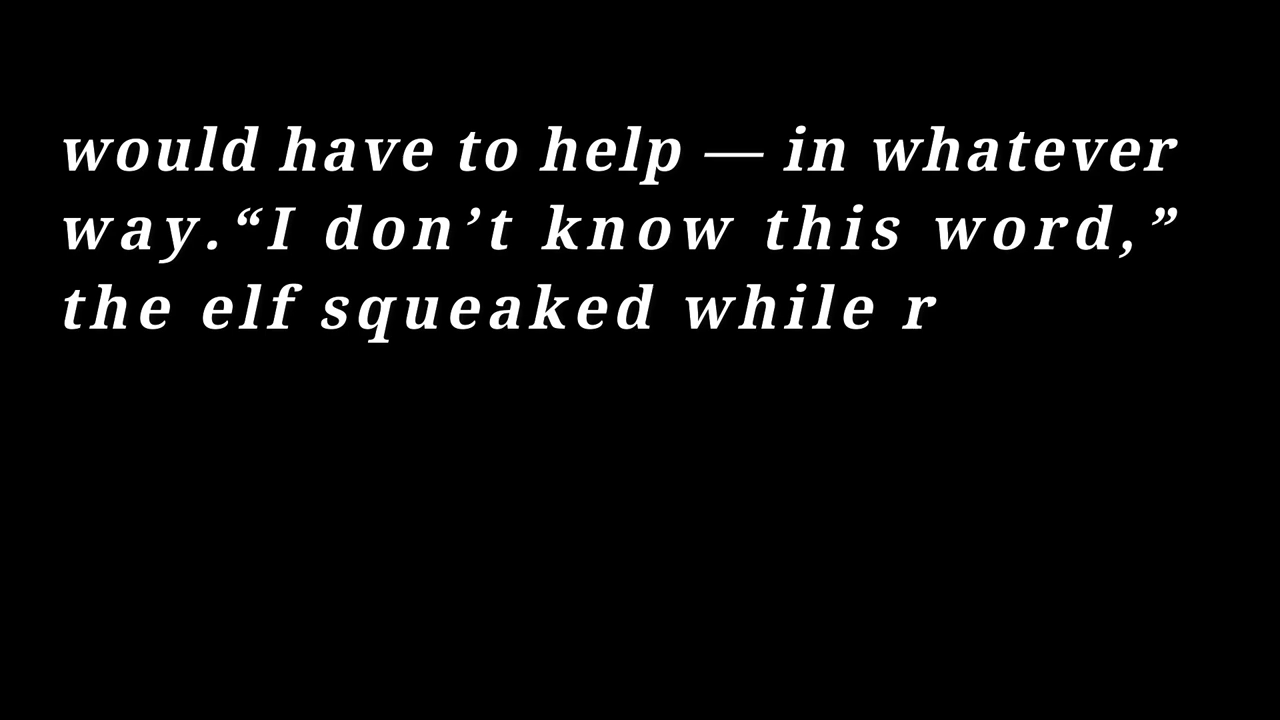 would have to help — in whatever
way.“I don’t know this word,”
the elf squeaked while r